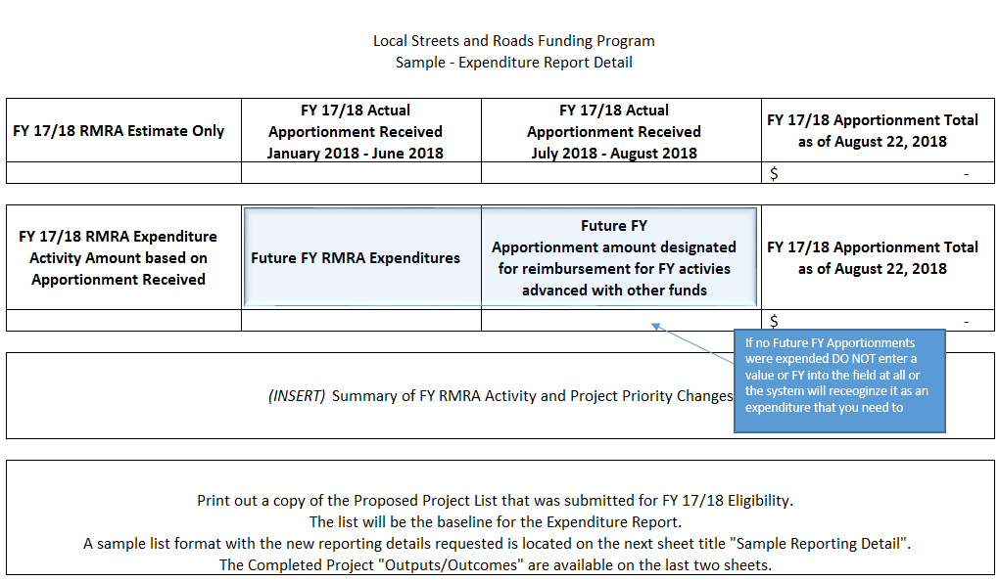 Local Streets and Roads Funding Program
Sample - Expenditure Report Detail
FY 17/18 RMRA Estimate Only
FY 17/18 Actual
Apportionment Received
January 2018 - June 2018
FY 17/18 Actual
Apportionment Received
July 2018 - August 2018
FY 17/18 Apportionment Total
as of August 22, 2018
$ -
FY 17/18 RMRA Expenditure
Activity Amount based on
Apportionment Received
Future FY RMRA Expenditures
Future FY
Apportionment amount designated
for reimbursement for FY activies
advanced with other funds
FY 17/18 Apportionment Total
as of August 22, 2018
$ -
If no Future FY Apportionments
were expended DO NOT enter a
value or FY into the field at all or
the system will receoginze it as an
expenditure that you need to
(INSERT) Summary of FY RMRA Activity and Project Priority Changes
Print out a copy of the Proposed Project List that was submitted for FY 17/18 Eligibility.
The list will be the baseline for the Expenditure Report.
A sample list format with the new reporting details requested is located on the next sheet title "Sample Reporting Detail".
The Completed Project "Outputs/Outcomes" are available on the last two sheets.